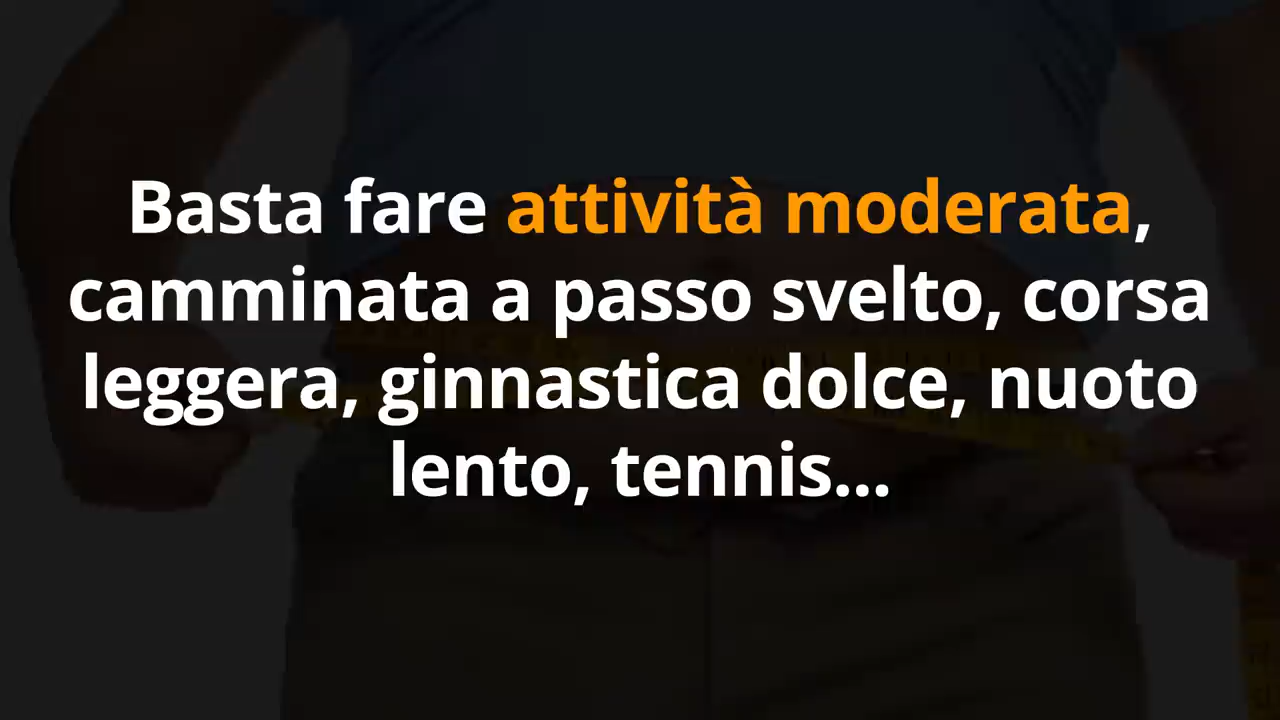 Basta fare attività moderata,
camminata a passo svelto, corsa
leggera, ginnastica dolce, nuoto
lento, tennis...